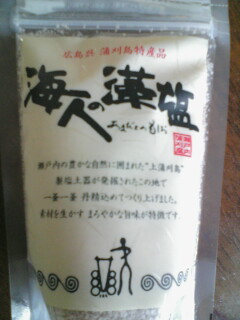 広島県 蒲刈島特産品
海人の藻塩
あまびとのもしお
瀬戸内の豊かな自然に囲まれた"上蒲刈島"
製塩土器が発掘されたこの地で
一釜一釜 丹精込めてつくり上げました。
素材を生かす まろやかな旨味が特徴です。